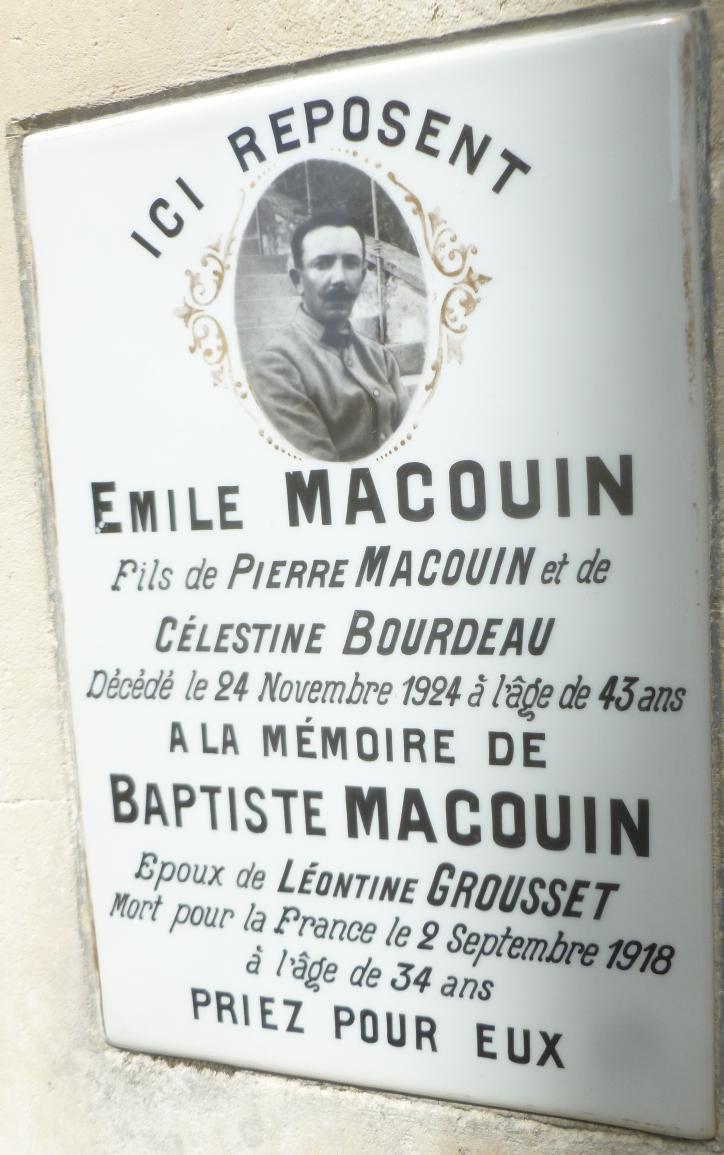 ICI REPOSENT
EMILE MACOUIN
Fils de PIERRE MACOUIN et de
CÉLESTINE BOURDEAU
Décédé le 24 Novembre 1924 à l'âge de 43 ans
A LA MÉMOIRE DE
BAPTISTE MACOUIN
Epoux de LÉONTINE GROUSSET
Mort pour la France le 2 Septembre 1918
à l'âge de 34 ans
PRIEZ POUR EUX